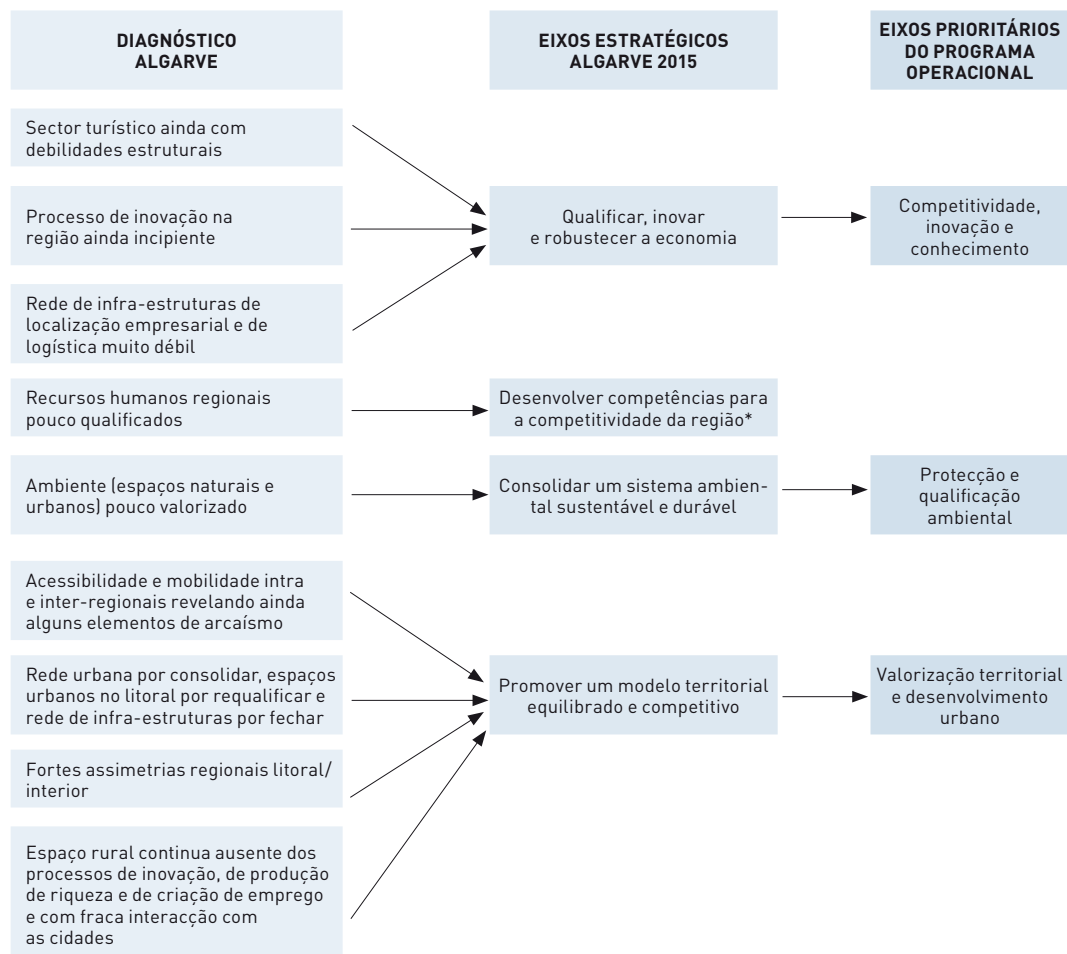 DIAGNÓSTICO
ALGARVE
EIXOS ESTRATÉGICOS
ALGARVE 2015
EIXOS PRIORITÁRIOS
DO PROGRAMA
OPERACIONAL
Sector turístico ainda com
debilidades estruturais
Processo de inovação na
região ainda incipiente
Rede de infra-estruturas de
localização empresarial e de
logística muito débil
Qualificar, inovar
e robustecer a economia
Competitividade,
inovação e
conhecimento
Recursos humanos regionais
pouco qualificados
Desenvolver competências para
a competitividade da região*
Ambiente (espaços naturais e
urbanos) pouco valorizado
Consolidar um sistema ambien-
tal sustentável e durável
Protecção e
qualificação
ambiental
Acessibilidade e mobilidade intra
e inter-regionais revelando ainda
alguns elementos de arcaísmo
Rede urbana por consolidar, espaços
urbanos no litoral por requalificar e
rede de infra-estruturas por fechar
Fortes assimetrias regionais litoral/
interior
Espaço rural continua ausente dos
processos de inovação, de produção
de riqueza e de criação de emprego
e com fraca interacção com
as cidades
Promover um modelo territorial
equilibrado e competitivo
Valorização territorial
e desenvolvimento
urbano